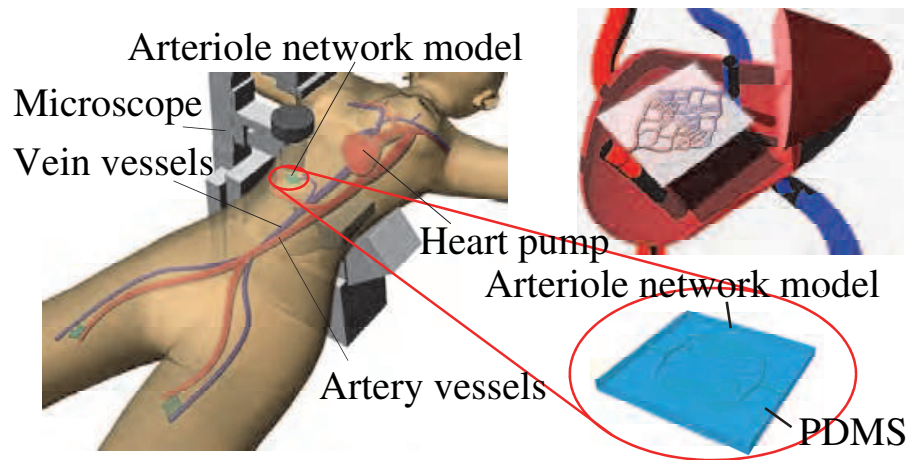 Arteriole network model
Microscope
Vein vessels
Heart pump
Arteriole network model
Artery vessels
PDMS